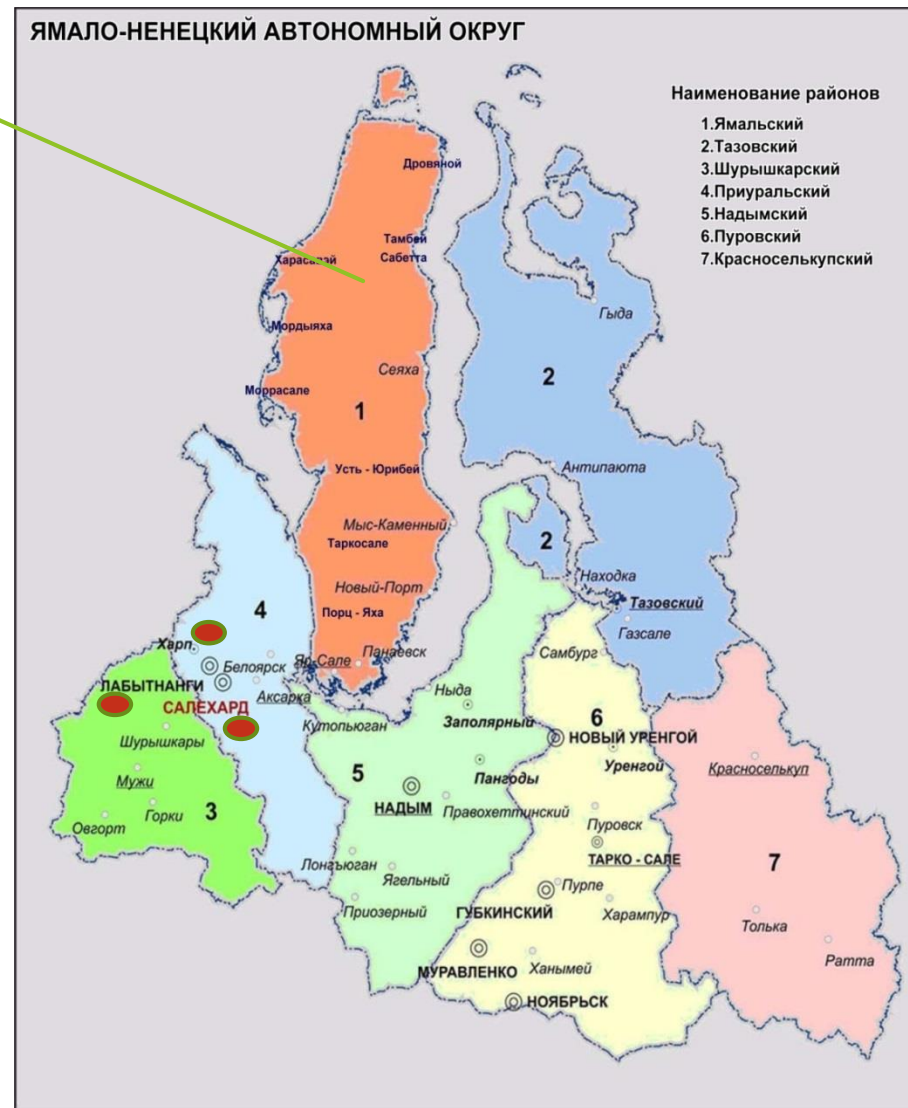 ЯМАЛО-НЕНЕЦКИЙ АВТОНОМНЫЙ ОКРУГ
Наименование районов
1.Ямальский
2.Тазовский
3.Шурышкарский
4.Приуральский
5.Надымский
6.Пуровский
7.Красноселькупский
Дровяной
Тамбей
Харасавэй
Сабетта
Гыда
Мордыяха
Сеяха
2
Моррасале
1
Усть - Юрибей
Антипаюта
Мыс-Каменный
Таркосале
2
Находка
Новый-Порт
Тазовский
4
Порц - Яха
Газсале
Харп.
Панаевск
Самбург
Яр-Сале
Белоярск
ЛАБЫТНАНГИ
Аксарка
Ныда
САЛЕХАРД
Кутопьюган
Заполярный
6
Шурышкары
НОВЫЙ УРЕНГОЙ
Уренгой
Красноселькуп
5
Пангоды
Мужи
НАДЫМ
Правохеттинский
Горки
3
Овгорт
Пуровск
ТАРКО - САЛЕ
7
Лонгъюган
Ягельный
Пурпе
Приозерный
ГУБКИНСКИЙ
Харампур
Толька
МУРАВЛЕНКО
Ханымей
Ратта
НОЯБРЬСК